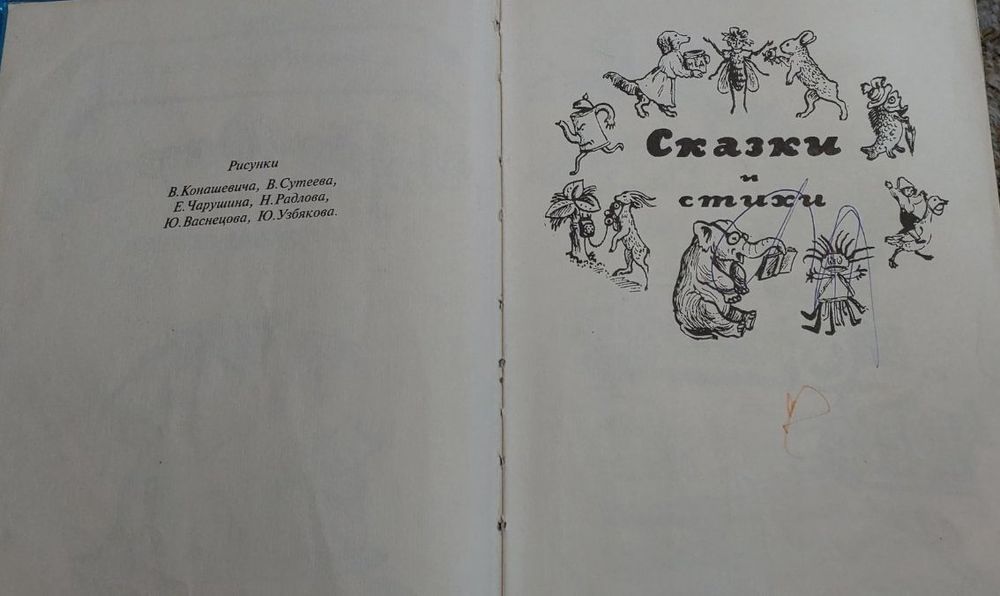 Рисунки
В. Конашевича, В. Сутеева,
Е. Чарушина, Н. Радлова,
Ю. Васнецова, Ю. Узбякова.
Сказки
и
стихи